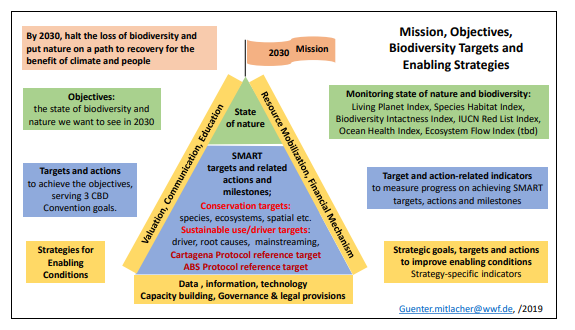 By 2030, halt the loss of biodiversity and
put nature on a path to recovery for the
benefit of climate and people
2030 Mission
Mission, Objectives,
Biodiversity Targets and
Enabling Strategies
Objectives:
the state of biodiversity and
nature we want to see in 2030
Targets and actions
to achieve the objectives,
serving 3 CBD
Convention goals.
Strategies for
Enabling
Conditions
Valuation, Communication, Education
State
of nature
Resource Mobilization, Financial Mechanism
SMART
targets and related
actions and
milestones;
Conservation targets:
species, ecosystems, spatial etc.
Sustainable use/driver targets:
driver, root causes, mainstreaming,
Cartagena Protocol reference target
ABS Protocol reference target
Data , information, technology
Capacity building, Governance & legal provisions
Monitoring state of nature and biodiversity:
Living Planet Index, Species Habitat Index,
Biodiversity Intactness Index, IUCN Red List Index,
Ocean Health Index, Ecosystem Flow Index (tbd)
Target and action-related indicators
to measure progress on achieving SMART
targets, actions and milestones
Strategic goals, targets and actions
to improve enabling conditions
Strategy-specific indicators
Guenter.mitlacher@wwf.de, /2019